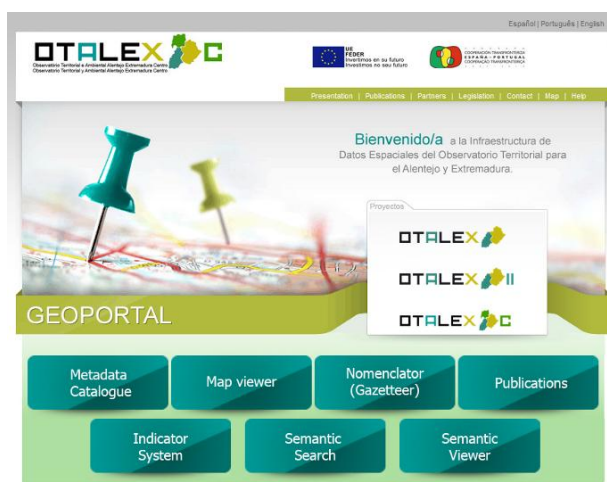 Español | Português | English
OTALEX C
Observatório Territorial e Ambiental Alentejo Extremadura Centro
Observatorio Territorial y Ambiental Alentejo Extremadura Centro
UE
FEDER
Invertimos en su futuro
Investimos no seu futuro
COOPERACIÓN TRANSFRONTERIZA
ESPAÑA-PORTUGAL
COOPERAÇÃO TRANSFRONTEIRIÇA
Presentation | Publications | Partners | Legislation | Contact | Map | Help
Bienvenido/a a la Infraestructura de
Datos Espaciales del Observatorio Territorial para
el Alentejo y Extremadura.
Proyectos
OTALEX
OTALEX II
OTALEX C
GEOPORTAL
Metadata
Catalogue
Map viewer
Nomenclator
(Gazetteer)
Publications
Indicator
System
Semantic
Search
Semantic
Viewer